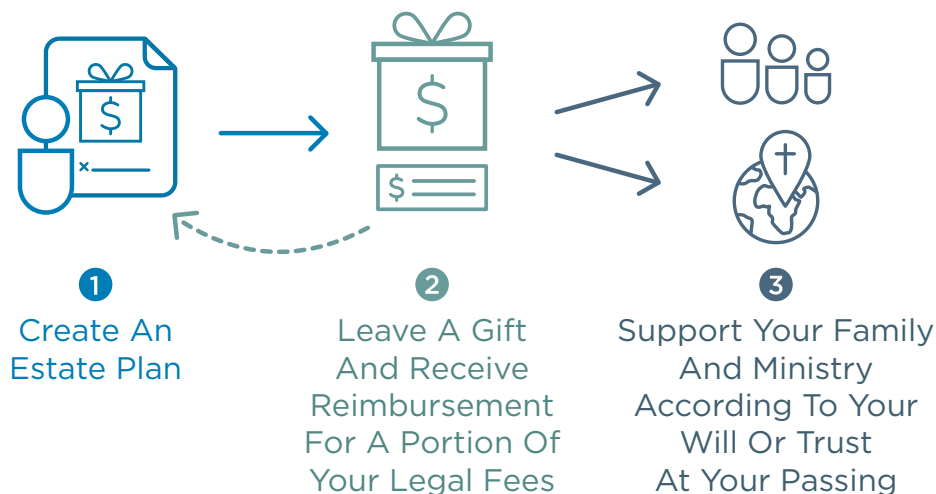 $
x
$
$
1
Create An
Estate Plan
2
Leave A Gift
And Receive
Reimbursement
For A Portion Of
Your Legal Fees
3
Support Your Family
And Ministry
According To Your
Will Or Trust
At Your Passing